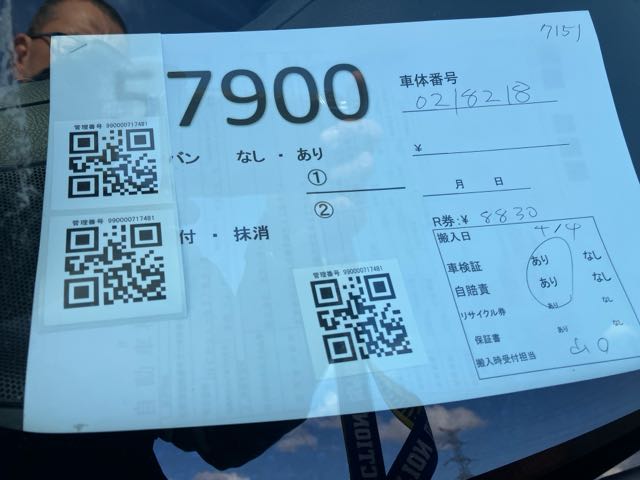 7151
57900
車体番号
0218218
管理番号 990000717481
バン なし ・ あり
¥
①
月 日
②
管理番号 990000717481
R券:¥ 8830
付 ・ 抹消
搬入日 4/4
車検証 あり なし
自賠責 あり なし
リサイクル券 あり なし
保証書 あり なし
搬入時受付担当
管理番号 990000717481